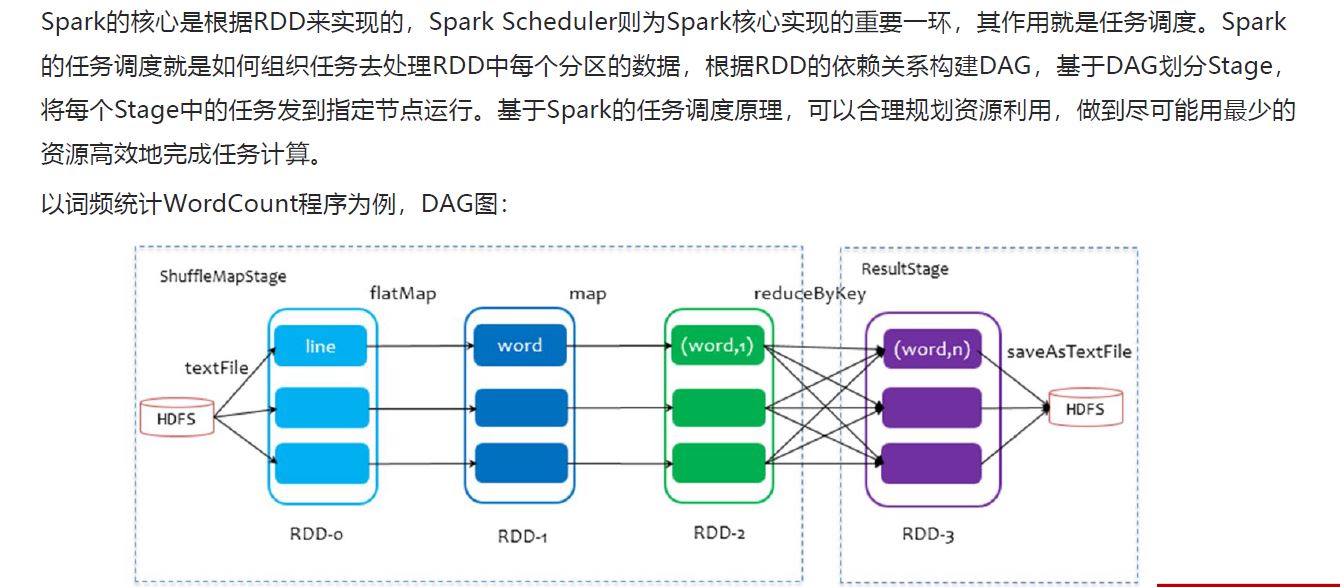 Spark的核心是根据RDD来实现的，Spark Scheduler则为Spark核心实现的重要一环，其作用就是任务调度。Spark
的任务调度就是如何组织任务去处理RDD中每个分区的数据，根据RDD的依赖关系构建DAG，基于DAG划分Stage，
将每个Stage中的任务发到指定节点运行。基于Spark的任务调度原理，可以合理规划资源利用，做到尽可能用最少的
资源高效地完成任务计算。
以词频统计WordCount程序为例，DAG图：
ShuffleMapStage
ResultStage
flatMap
map
reduceByKey
line
word
(word,1)
(word,n)
textFile
saveAsTextFile
HDFS
HDFS
RDD-0
RDD-1
RDD-2
RDD-3